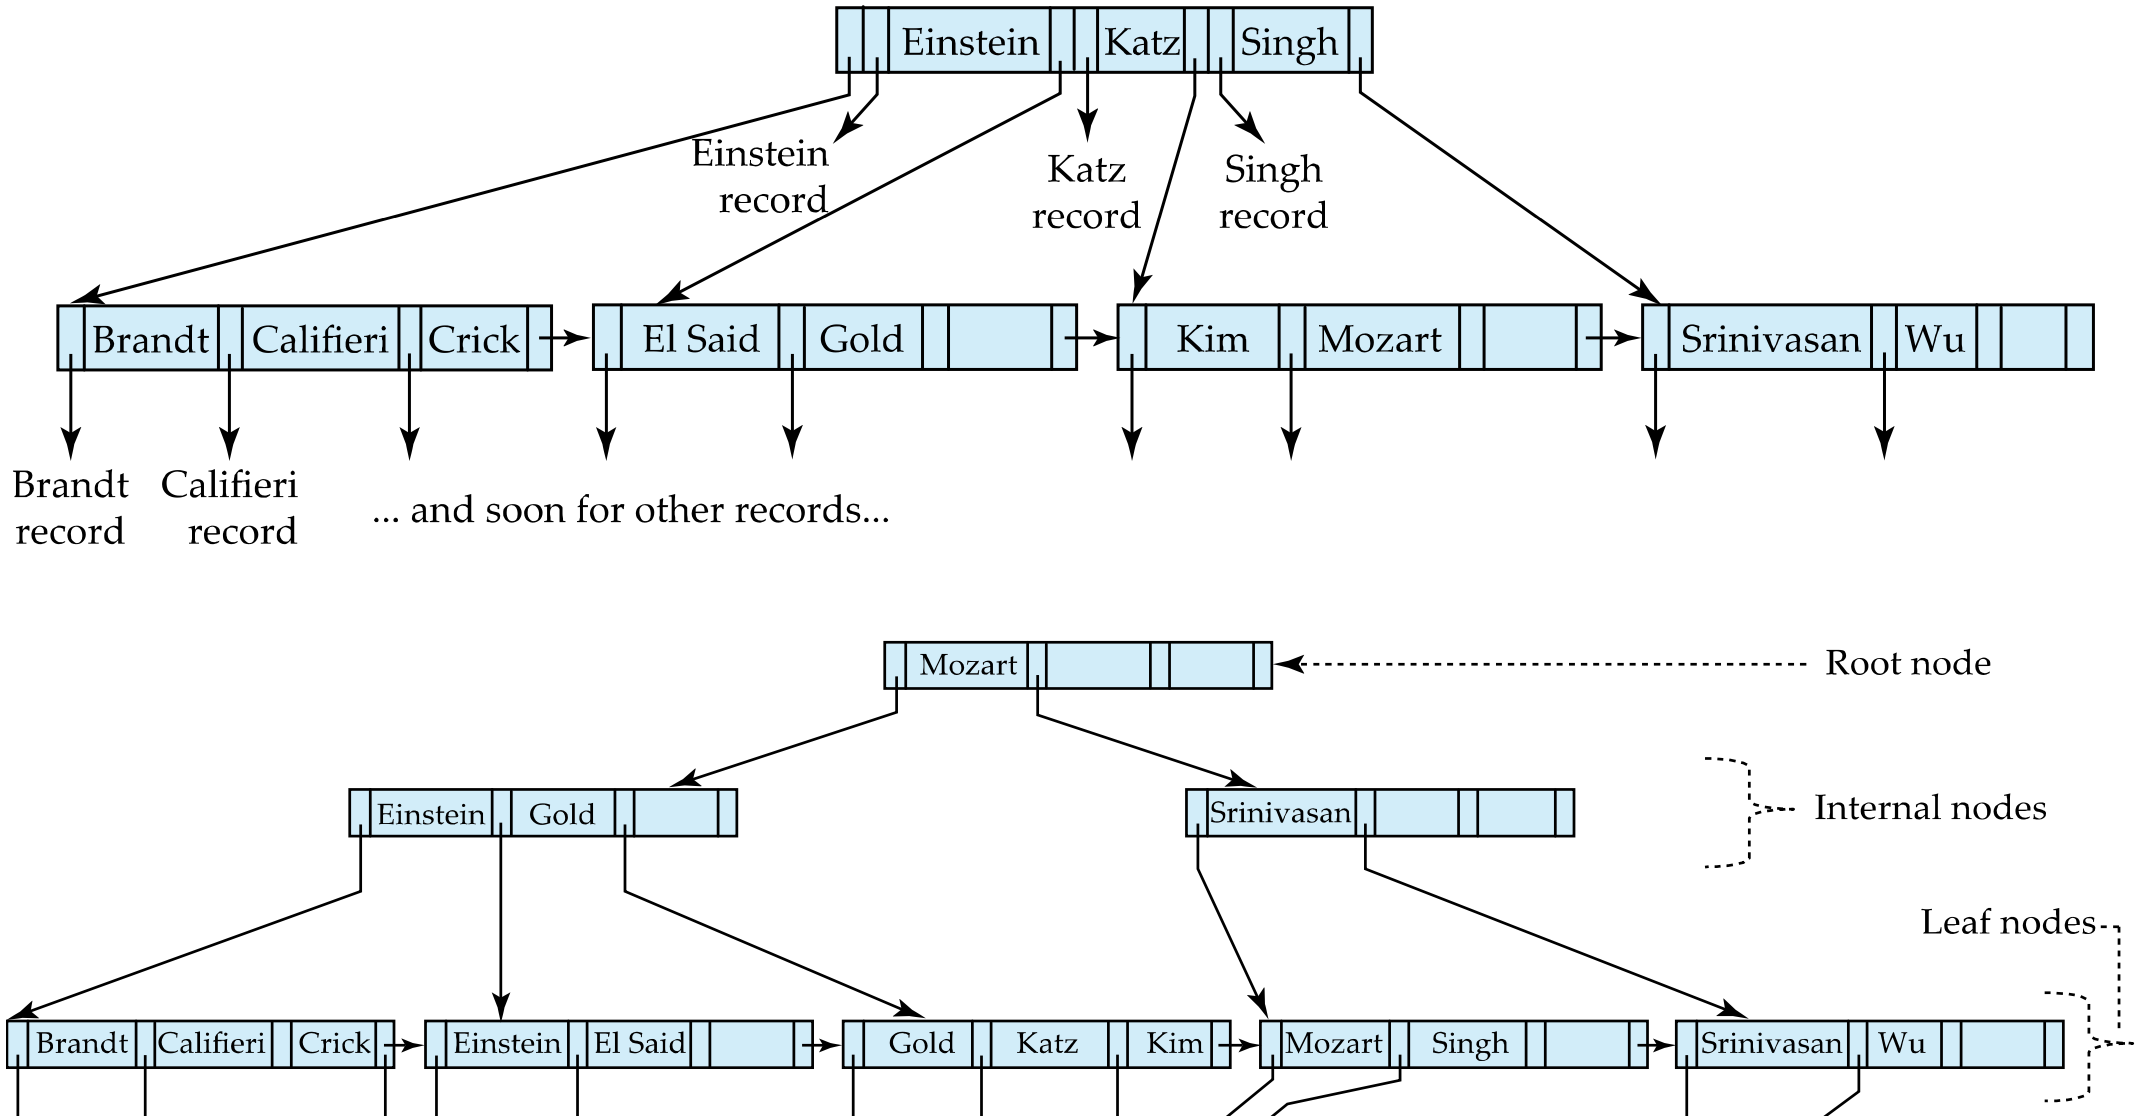 Einstein Katz Singh
Einstein
record
Katz
record
Singh
record
Brandt Califieri Crick El Said Gold Kim Mozart Srinivasan Wu
Brandt
record
Califieri
record
... and soon for other records...
Mozart
Root node
Einstein Gold Srinivasan
Internal nodes
Leaf nodes
Brandt Califieri Crick Einstein El Said Gold Katz Kim Mozart Singh Srinivasan Wu